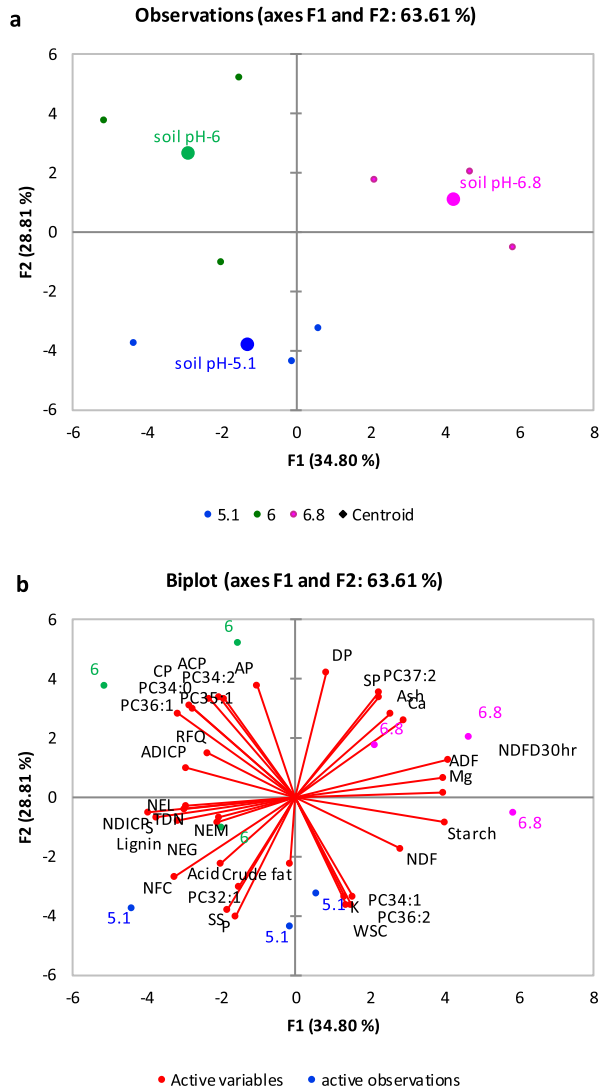 a
Observations (axes F1 and F2: 63.61 %)
6
4
2
0
-2
-4
-6
F2 (28.81 %)
soil pH-6
soil pH-6.8
soil pH-5.1
-6 -4 -2 0 2 4 6 8
F1 (34.80 %)
5.1 6 6.8 Centroid
b
Biplot (axes F1 and F2: 63.61 %)
6
4
2
0
-2
-4
-6
F2 (28.81 %)
6
6
CP ACP AP DP
PC34:2 SP PC37:2
PC34:0 PC35:1 Ash
PC36:1 Ca
6.8
6.8
RFQ
ADICP NDFD30hr
ADF
Mg
NEL
NDICP TDN 6.8
S NEM 6 Starch
Lignin NEG NDF
Acid Crude fat
NFC
PC32:1 PC34:1
5.1 SS 5.1 K PC36:2
P WSC
5.1
-6 -4 -2 0 2 4 6 8
F1 (34.80 %)
Active variables active observations